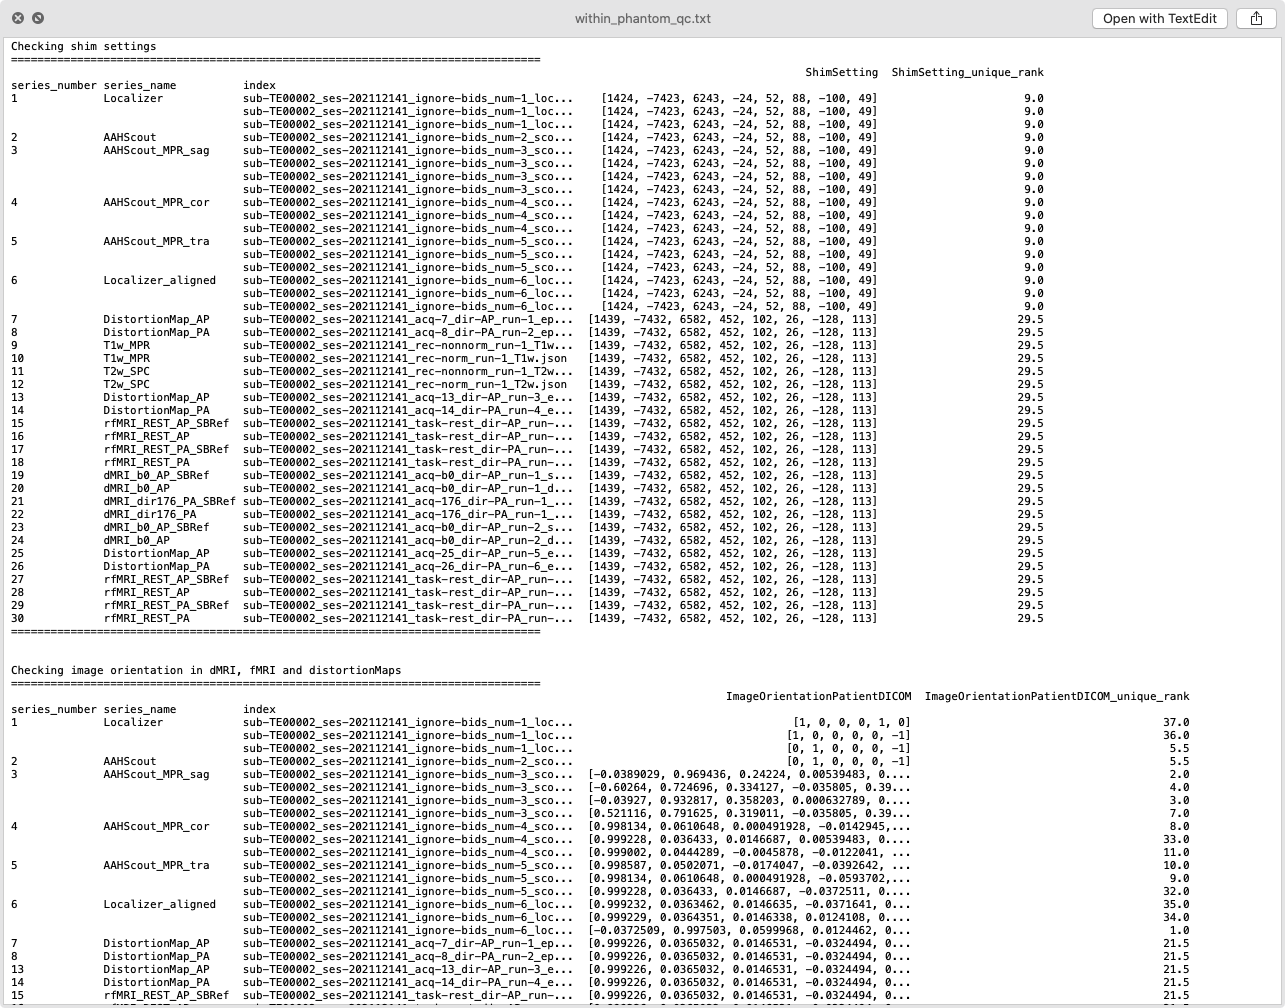 within_phantom_qc.txt
Open with TextEdit
Checking shim settings
================================================================================
ShimSetting ShimSetting_unique_rank
series_number series_name index
1 Localizer sub-TE00002_ses-202112141_ignore-bids_num-1_loc... [1424, -7423, 6243, -24, 52, 88, -100, 49] 9.0
sub-TE00002_ses-202112141_ignore-bids_num-1_loc... [1424, -7423, 6243, -24, 52, 88, -100, 49] 9.0
sub-TE00002_ses-202112141_ignore-bids_num-1_loc... [1424, -7423, 6243, -24, 52, 88, -100, 49] 9.0
2 AAHScout sub-TE00002_ses-202112141_ignore-bids_num-2_sco... [1424, -7423, 6243, -24, 52, 88, -100, 49] 9.0
3 AAHScout_MPR_sag sub-TE00002_ses-202112141_ignore-bids_num-3_sco... [1424, -7423, 6243, -24, 52, 88, -100, 49] 9.0
sub-TE00002_ses-202112141_ignore-bids_num-3_sco... [1424, -7423, 6243, -24, 52, 88, -100, 49] 9.0
sub-TE00002_ses-202112141_ignore-bids_num-3_sco... [1424, -7423, 6243, -24, 52, 88, -100, 49] 9.0
sub-TE00002_ses-202112141_ignore-bids_num-3_sco... [1424, -7423, 6243, -24, 52, 88, -100, 49] 9.0
4 AAHScout_MPR_cor sub-TE00002_ses-202112141_ignore-bids_num-4_sco... [1424, -7423, 6243, -24, 52, 88, -100, 49] 9.0
sub-TE00002_ses-202112141_ignore-bids_num-4_sco... [1424, -7423, 6243, -24, 52, 88, -100, 49] 9.0
sub-TE00002_ses-202112141_ignore-bids_num-4_sco... [1424, -7423, 6243, -24, 52, 88, -100, 49] 9.0
5 AAHScout_MPR_tra sub-TE00002_ses-202112141_ignore-bids_num-5_sco... [1424, -7423, 6243, -24, 52, 88, -100, 49] 9.0
sub-TE00002_ses-202112141_ignore-bids_num-5_sco... [1424, -7423, 6243, -24, 52, 88, -100, 49] 9.0
sub-TE00002_ses-202112141_ignore-bids_num-5_sco... [1424, -7423, 6243, -24, 52, 88, -100, 49] 9.0
6 Localizer_aligned sub-TE00002_ses-202112141_ignore-bids_num-6_loc... [1424, -7423, 6243, -24, 52, 88, -100, 49] 9.0
sub-TE00002_ses-202112141_ignore-bids_num-6_loc... [1424, -7423, 6243, -24, 52, 88, -100, 49] 9.0
sub-TE00002_ses-202112141_ignore-bids_num-6_loc... [1424, -7423, 6243, -24, 52, 88, -100, 49] 9.0
7 DistortionMap_AP sub-TE00002_ses-202112141_acq-7_dir-AP_run-1_ep... [1439, -7432, 6582, 452, 102, 26, -128, 113] 29.5
8 DistortionMap_PA sub-TE00002_ses-202112141_acq-8_dir-PA_run-2_ep... [1439, -7432, 6582, 452, 102, 26, -128, 113] 29.5
9 T1w_MPR sub-TE00002_ses-202112141_rec-nonnorm_run-1_T1w... [1439, -7432, 6582, 452, 102, 26, -128, 113] 29.5
10 T1w_MPR sub-TE00002_ses-202112141_rec-norm_run-1_T1w.json [1439, -7432, 6582, 452, 102, 26, -128, 113] 29.5
11 T2w_SPC sub-TE00002_ses-202112141_rec-nonnorm_run-1_T2w... [1439, -7432, 6582, 452, 102, 26, -128, 113] 29.5
12 T2w_SPC sub-TE00002_ses-202112141_rec-norm_run-1_T2w.json [1439, -7432, 6582, 452, 102, 26, -128, 113] 29.5
13 DistortionMap_AP sub-TE00002_ses-202112141_acq-13_dir-AP_run-3_e... [1439, -7432, 6582, 452, 102, 26, -128, 113] 29.5
14 DistortionMap_PA sub-TE00002_ses-202112141_acq-14_dir-PA_run-4_e... [1439, -7432, 6582, 452, 102, 26, -128, 113] 29.5
15 rfMRI_REST_AP_SBRef sub-TE00002_ses-202112141_task-rest_dir-AP_run-... [1439, -7432, 6582, 452, 102, 26, -128, 113] 29.5
16 rfMRI_REST_AP sub-TE00002_ses-202112141_task-rest_dir-AP_run-... [1439, -7432, 6582, 452, 102, 26, -128, 113] 29.5
17 rfMRI_REST_PA_SBRef sub-TE00002_ses-202112141_task-rest_dir-PA_run-... [1439, -7432, 6582, 452, 102, 26, -128, 113] 29.5
18 rfMRI_REST_PA sub-TE00002_ses-202112141_task-rest_dir-PA_run-... [1439, -7432, 6582, 452, 102, 26, -128, 113] 29.5
19 dMRI_b0_AP_SBRef sub-TE00002_ses-202112141_acq-b0_dir-AP_run-1_s... [1439, -7432, 6582, 452, 102, 26, -128, 113] 29.5
20 dMRI_b0_AP sub-TE00002_ses-202112141_acq-b0_dir-AP_run-1_d... [1439, -7432, 6582, 452, 102, 26, -128, 113] 29.5
21 dMRI_dir176_PA_SBRef sub-TE00002_ses-202112141_acq-176_dir-PA_run-1_... [1439, -7432, 6582, 452, 102, 26, -128, 113] 29.5
22 dMRI_dir176_PA sub-TE00002_ses-202112141_acq-176_dir-PA_run-1_... [1439, -7432, 6582, 452, 102, 26, -128, 113] 29.5
23 dMRI_b0_AP_SBRef sub-TE00002_ses-202112141_acq-b0_dir-AP_run-2_s... [1439, -7432, 6582, 452, 102, 26, -128, 113] 29.5
24 dMRI_b0_AP sub-TE00002_ses-202112141_acq-b0_dir-AP_run-2_d... [1439, -7432, 6582, 452, 102, 26, -128, 113] 29.5
25 DistortionMap_AP sub-TE00002_ses-202112141_acq-25_dir-AP_run-5_e... [1439, -7432, 6582, 452, 102, 26, -128, 113] 29.5
26 DistortionMap_PA sub-TE00002_ses-202112141_acq-26_dir-PA_run-6_e... [1439, -7432, 6582, 452, 102, 26, -128, 113] 29.5
27 rfMRI_REST_AP_SBRef sub-TE00002_ses-202112141_task-rest_dir-AP_run-... [1439, -7432, 6582, 452, 102, 26, -128, 113] 29.5
28 rfMRI_REST_AP sub-TE00002_ses-202112141_task-rest_dir-AP_run-... [1439, -7432, 6582, 452, 102, 26, -128, 113] 29.5
29 rfMRI_REST_PA_SBRef sub-TE00002_ses-202112141_task-rest_dir-PA_run-... [1439, -7432, 6582, 452, 102, 26, -128, 113] 29.5
30 rfMRI_REST_PA sub-TE00002_ses-202112141_task-rest_dir-PA_run-... [1439, -7432, 6582, 452, 102, 26, -128, 113] 29.5
================================================================================
Checking image orientation in dMRI, fMRI and distortionMaps
================================================================================
ImageOrientationPatientDICOM ImageOrientationPatientDICOM_unique_rank
series_number series_name index
1 Localizer sub-TE00002_ses-202112141_ignore-bids_num-1_loc... [1, 0, 0, 0, 1, 0] 37.0
sub-TE00002_ses-202112141_ignore-bids_num-1_loc... [1, 0, 0, 0, 0, -1] 36.0
sub-TE00002_ses-202112141_ignore-bids_num-1_loc... [0, 1, 0, 0, 0, -1] 5.5
2 AAHScout sub-TE00002_ses-202112141_ignore-bids_num-2_sco... [0, 1, 0, 0, 0, -1] 5.5
3 AAHScout_MPR_sag sub-TE00002_ses-202112141_ignore-bids_num-3_sco... [-0.0389029, 0.969436, 0.24224, 0.00539483, 0.... 2.0
sub-TE00002_ses-202112141_ignore-bids_num-3_sco... [-0.60264, 0.724696, 0.334127, -0.035805, 0.39... 4.0
sub-TE00002_ses-202112141_ignore-bids_num-3_sco... [-0.03927, 0.932817, 0.358203, 0.000632789, 0.... 3.0
sub-TE00002_ses-202112141_ignore-bids_num-3_sco... [0.521116, 0.791625, 0.319011, -0.035805, 0.39... 7.0
4 AAHScout_MPR_cor sub-TE00002_ses-202112141_ignore-bids_num-4_sco... [0.998134, 0.0610648, 0.000491928, -0.0142945,... 8.0
sub-TE00002_ses-202112141_ignore-bids_num-4_sco... [0.999228, 0.036433, 0.0146687, 0.00539483, 0.... 33.0
sub-TE00002_ses-202112141_ignore-bids_num-4_sco... [0.999002, 0.0444289, -0.0045878, -0.0122041, ... 11.0
5 AAHScout_MPR_tra sub-TE00002_ses-202112141_ignore-bids_num-5_sco... [0.998587, 0.0502071, -0.0174047, -0.0392642, ... 10.0
sub-TE00002_ses-202112141_ignore-bids_num-5_sco... [0.998134, 0.0610648, 0.000491928, -0.0593702,... 9.0
sub-TE00002_ses-202112141_ignore-bids_num-5_sco... [0.999228, 0.036433, 0.0146687, -0.0372511, 0.... 32.0
6 Localizer_aligned sub-TE00002_ses-202112141_ignore-bids_num-6_loc... [0.999232, 0.0363462, 0.0146635, -0.0371641, 0.... 35.0
sub-TE00002_ses-202112141_ignore-bids_num-6_loc... [0.999229, 0.0364351, 0.0146338, 0.0124108, 0.... 34.0
sub-TE00002_ses-202112141_ignore-bids_num-6_loc... [-0.0372509, 0.997503, 0.0599968, 0.0124462, 0.... 1.0
7 DistortionMap_AP sub-TE00002_ses-202112141_acq-7_dir-AP_run-1_ep... [0.999226, 0.0365032, 0.0146531, -0.0324494, 0.... 21.5
8 DistortionMap_PA sub-TE00002_ses-202112141_acq-8_dir-PA_run-2_ep... [0.999226, 0.0365032, 0.0146531, -0.0324494, 0.... 21.5
13 DistortionMap_AP sub-TE00002_ses-202112141_acq-13_dir-AP_run-3_e... [0.999226, 0.0365032, 0.0146531, -0.0324494, 0.... 21.5
14 DistortionMap_PA sub-TE00002_ses-202112141_acq-14_dir-PA_run-4_e... [0.999226, 0.0365032, 0.0146531, -0.0324494, 0.... 21.5
15 rfMRI_REST_AP_SBRef sub-TE00002_ses-202112141_task-rest_dir-AP_run-... [0.999226, 0.0365032, 0.0146531, -0.0324494, 0.... 21.5